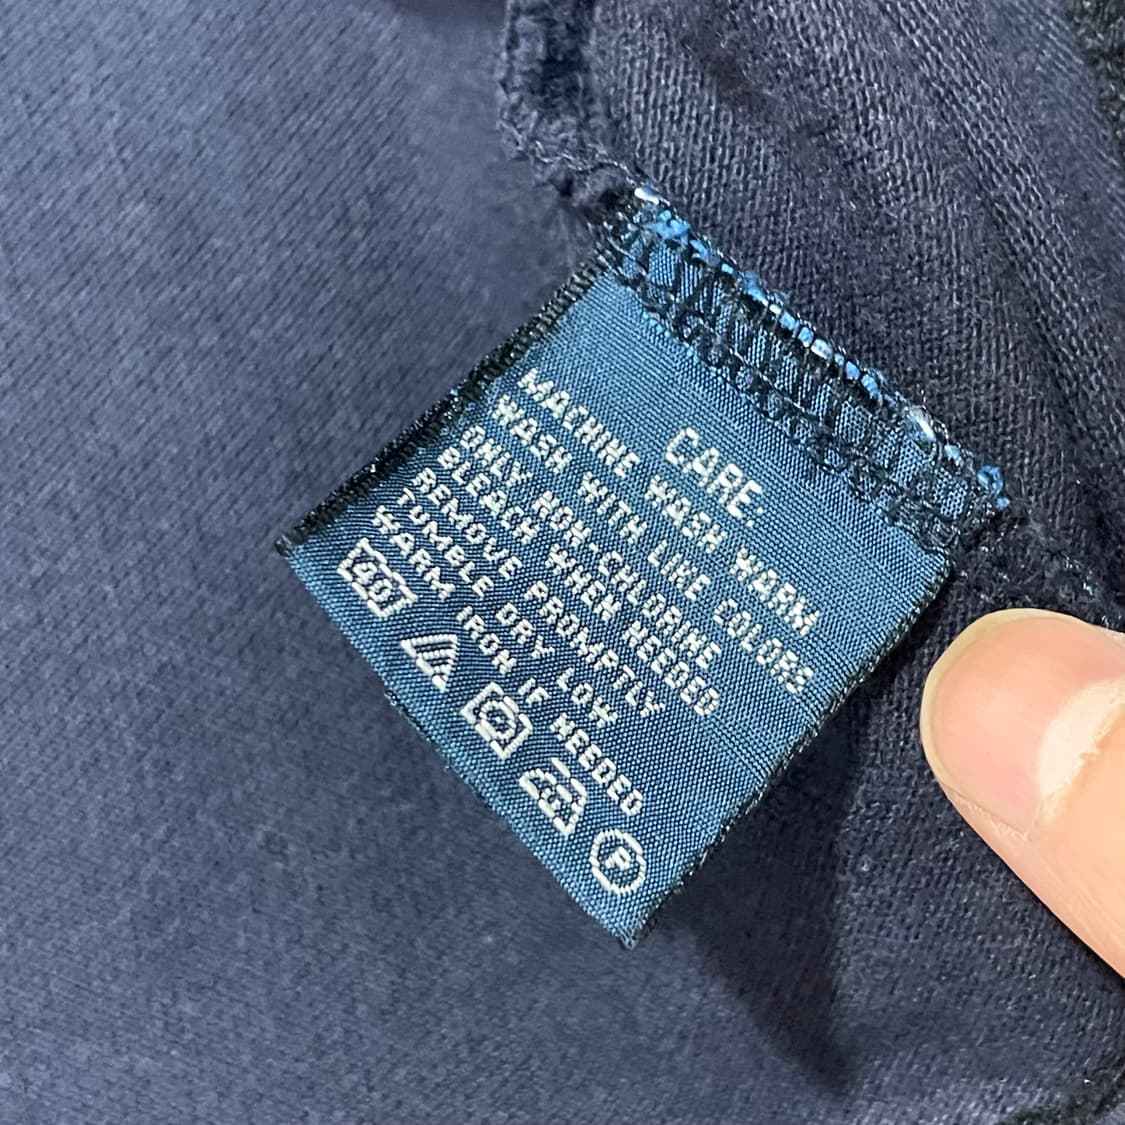 CARE:
MACHINE WASH WARM
WASH WITH LIKE COLORS
ONLY NON-CHLORINE
BLEACH WHEN NEEDED
REMOVE PROMPTLY
TUMBLE DRY LOW
WARM IRON IF NEEDED
40
P